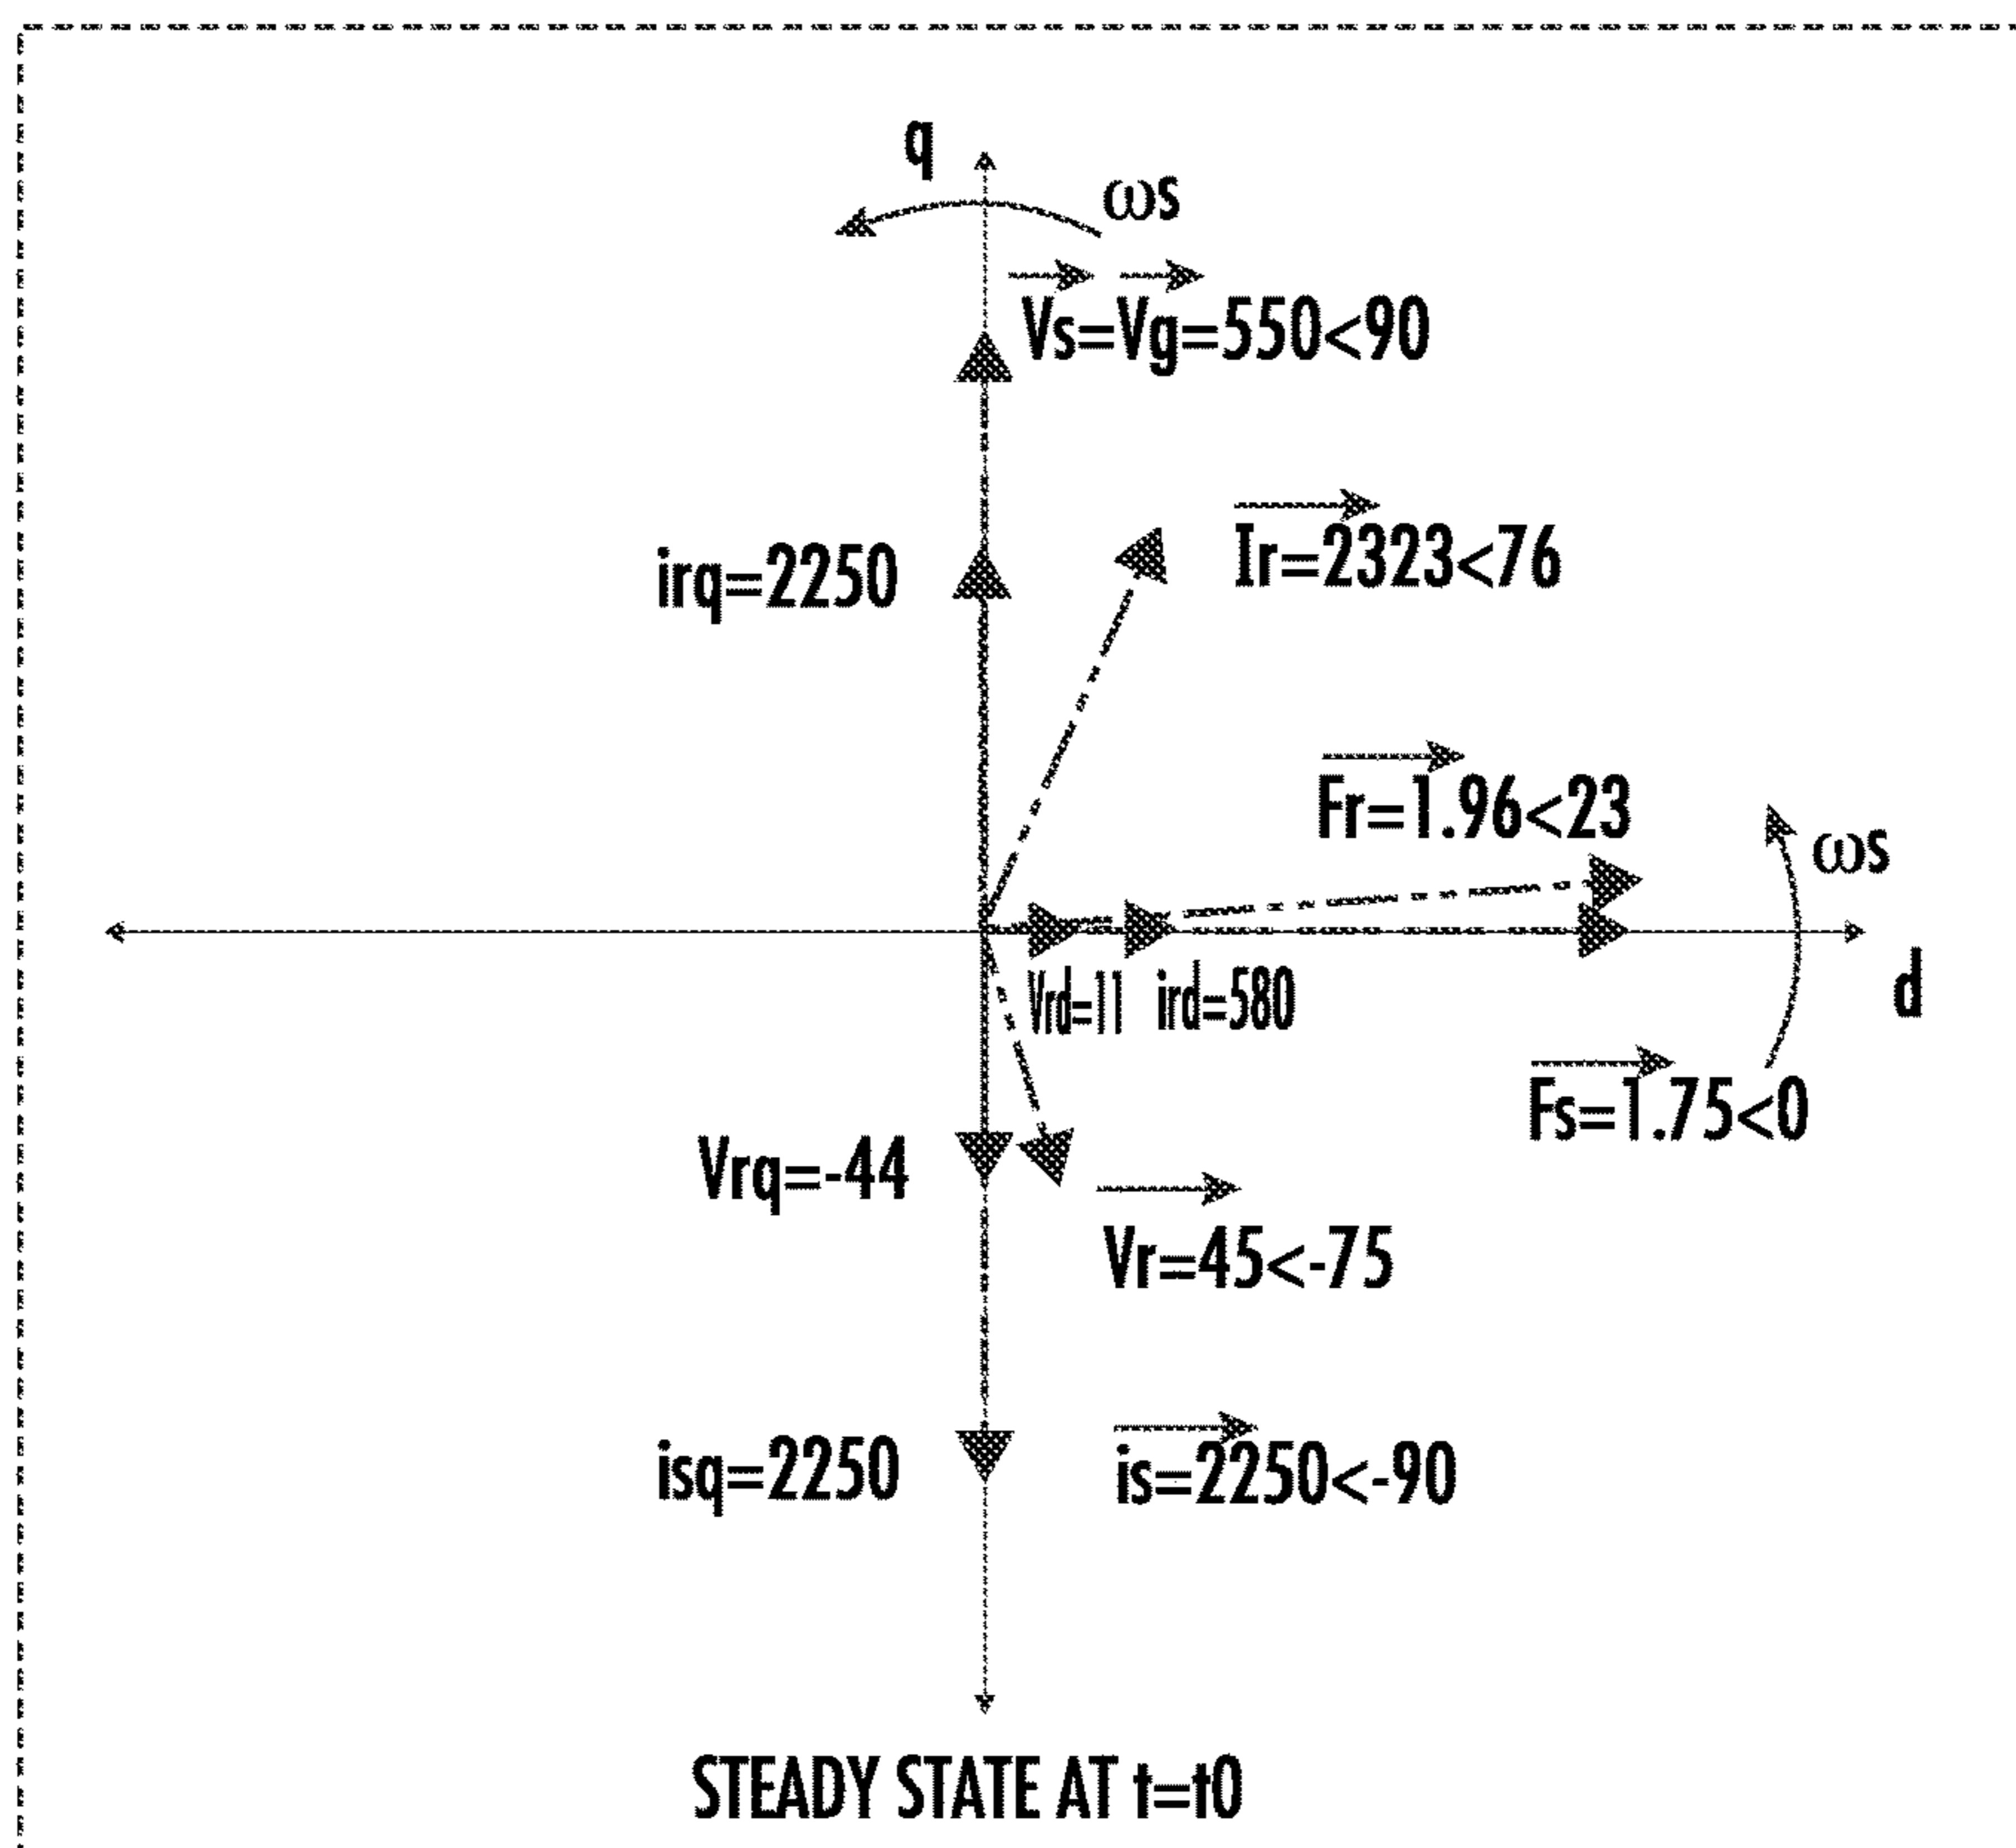 q
ωs
Vs=Vg=550<90
irq=2250
Ir=2323<76
Fr=1.96<23
ωs
Vrd=11 ird=580
d
Fs=1.75<0
Vrq=-44
Vr=45<-75
isq=2250
is=2250<-90
STEADY STATE AT t=t0